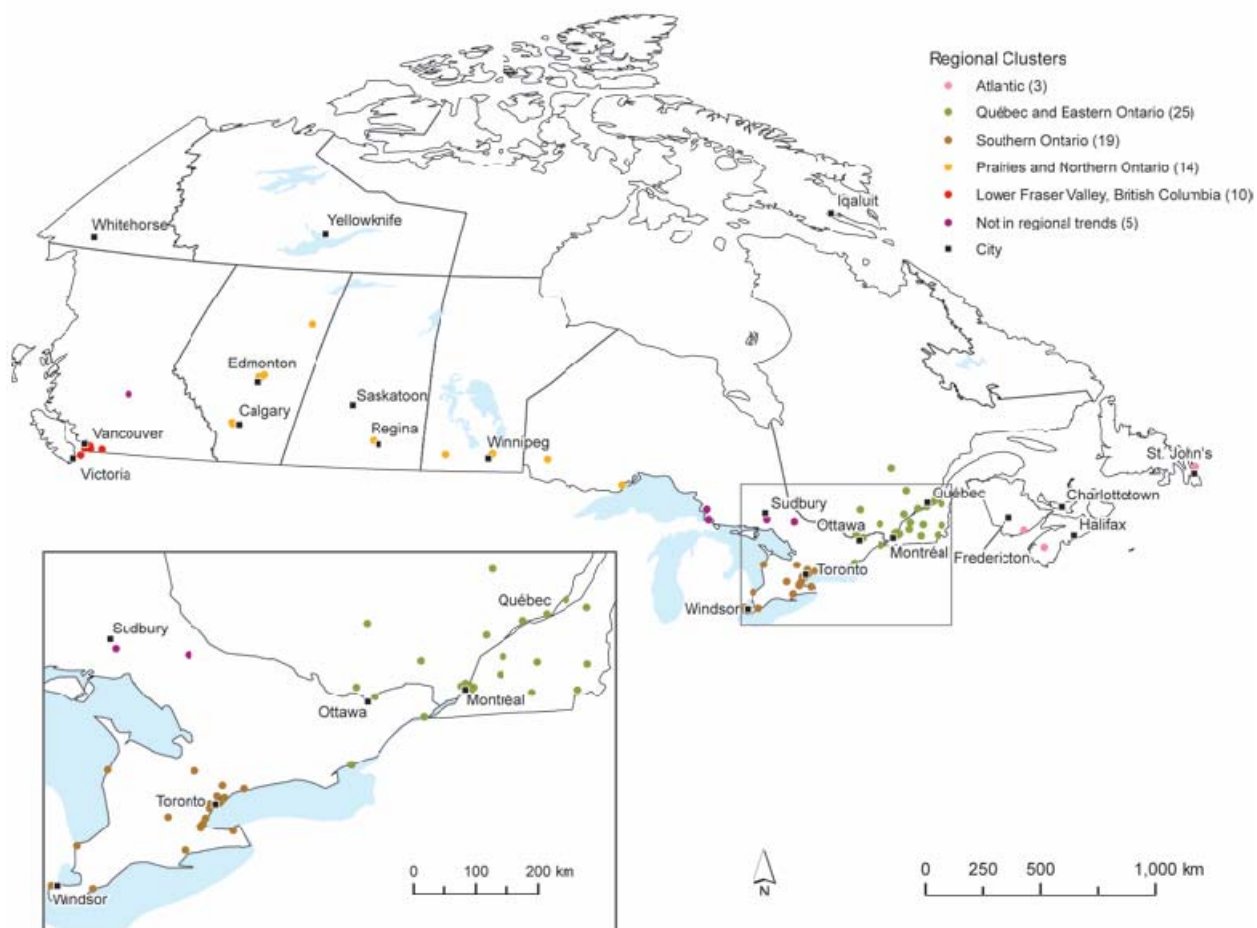 Regional Clusters
Atlantic (3)
Québec and Eastern Ontario (25)
Southern Ontario (19)
Prairies and Northern Ontario (14)
Lower Fraser Valley, British Columbia (10)
Not in regional trends (5)
City
Iqaluit
Whitehorse
Yellowknife
Edmonton
Saskatoon
Calgary
Regina
Winnipeg
Vancouver
Victoria
St. John's
Sudbury
Québec
Charlottetown
Ottawa
Halifax
Montréal
Fredericton
Toronto
Windsor
Québec
Sudbury
Ottawa
Montréal
Toronto
Windsor
0 100 200 km
N
0 250 500 1,000 km